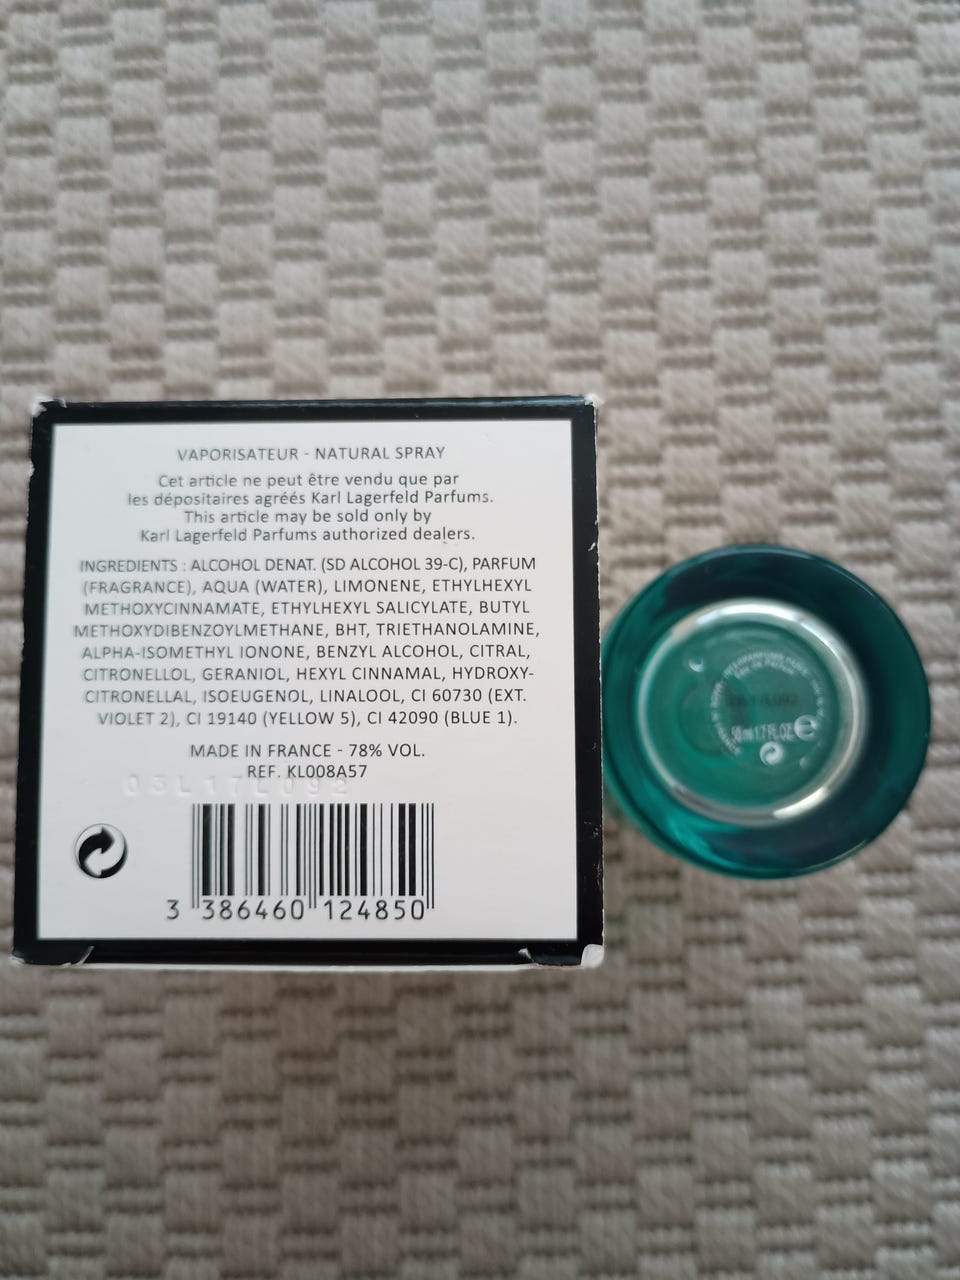 VAPORISATEUR - NATURAL SPRAY
Cet article ne peut être vendu que par
les dépositaires agréés Karl Lagerfeld Parfums.
This article may be sold only by
Karl Lagerfeld Parfums authorized dealers.
INGREDIENTS : ALCOHOL DENAT. (SD ALCOHOL 39-C), PARFUM
(FRAGRANCE), AQUA (WATER), LIMONENE, ETHYLHEXYL
METHOXYCINNAMATE, ETHYLHEXYL SALICYLATE, BUTYL
METHOXYDIBENZOYLMETHANE, BHT, TRIETHANOLAMINE,
ALPHA-ISOMETHYL IONONE, BENZYL ALCOHOL, CITRAL,
CITRONELLOL, GERANIOL, HEXYL CINNAMAL, HYDROXY-
CITRONELLAL, ISOEUGENOL, LINALOOL, CI 60730 (EXT.
VIOLET 2), CI 19140 (YELLOW 5), CI 42090 (BLUE 1).
MADE IN FRANCE - 78% VOL.
REF. KL008A57
03L17L092
3 386460 124850
INTERPARFUMS
50 ml 1.7 FL.OZ. e